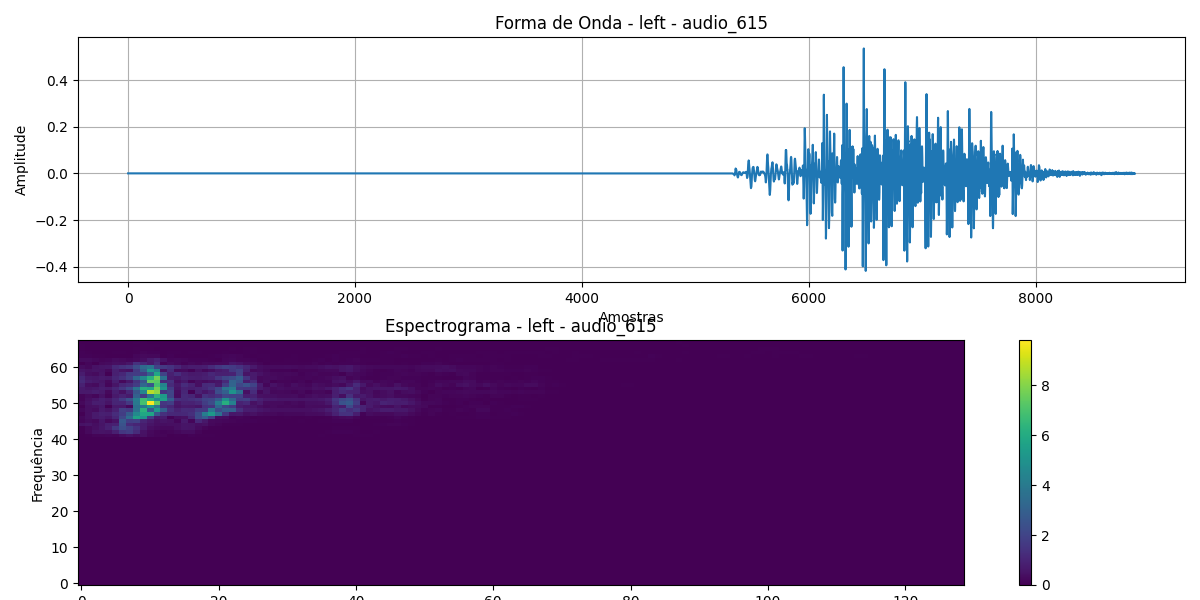 Forma de Onda - left - audio_615
Amplitude
0.4
0.2
0.0
−0.2
−0.4
0 2000 4000 6000 8000
Amostras
Espectrograma - left - audio_615
Frequência
60
50
40
30
20
10
0
0 20 40 60 80 100 120
8
6
4
2
0